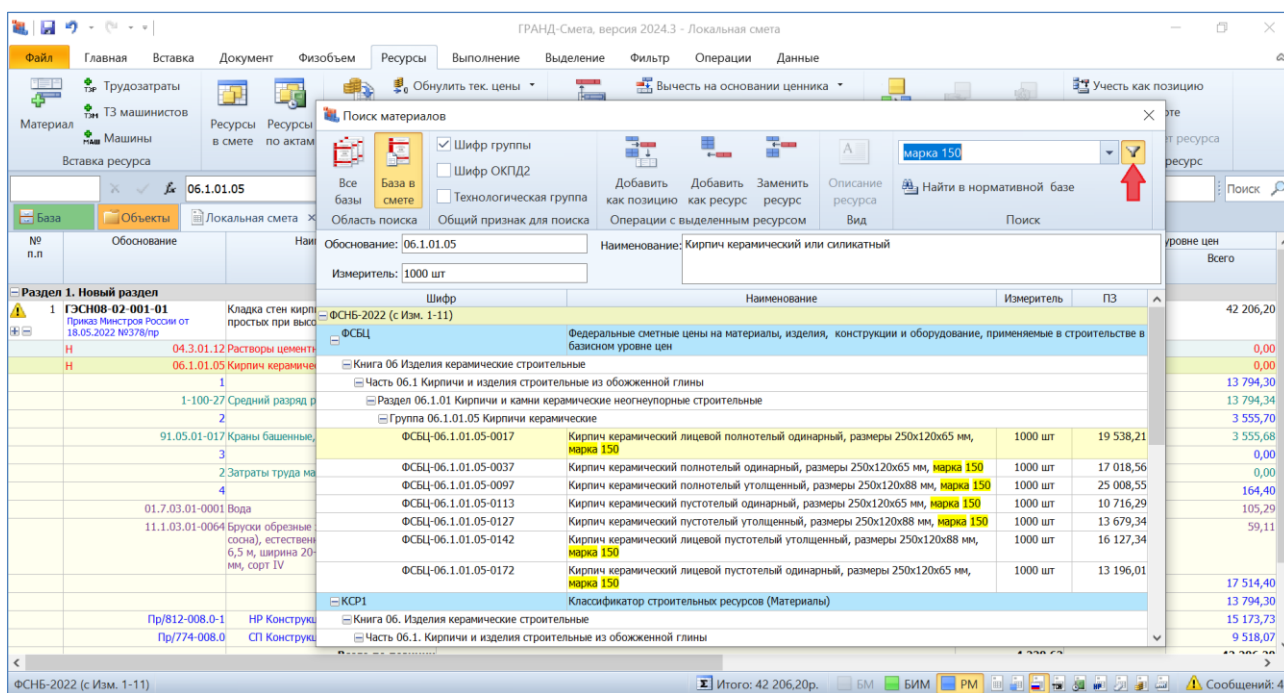 ГРАНД-Смета, версия 2024.3 - Локальная смета
Файл Главная Вставка Документ Физобъем Ресурсы Выполнение Выделение Фильтр Операции Данные
Трудозатраты
ТЗ машинистов
Машины
Материал
Вставка ресурса
Ресурсы в смете
Ресурсы по актам
Обнулить тек. цены
Вычесть на основании ценника
Учесть как позицию
06.1.01.05
Поиск
База Объекты Локальная смета
№ п.п
Обоснование
Всего
Раздел 1. Новый раздел
1 ГЭСН08-02-001-01 42 206,20
Приказ Минстроя России от
18.05.2022 №378/пр
Кладка стен
простых при
Н 04.3.01.12 Растворы 0,00
Н 06.1.01.05 Кирпич 0,00
1 13 794,30
1-100-27 Средний разряд 13 794,34
2 3 555,70
91.05.01-017 Краны башенные, 3 555,68
3 0,00
2 Затраты труда 0,00
4 164,40
01.7.03.01-0001 Вода 105,29
11.1.03.01-0064 Бруски обрезные 59,11
сосна),
6,5 м, ширина
мм, сорт IV
17 514,40
13 794,30
Пр/812-008.0-1 НР 15 173,73
Пр/774-008.0 СП 9 518,07
Поиск материалов
Все базы
База в смете
Область поиска
Шифр группы
Шифр ОКПД2
Технологическая группа
Общий признак для поиска
Добавить как позицию
Добавить как ресурс
Заменить ресурс
Операции с выделенным ресурсом
Описание ресурса
Вид
марка 150
Найти в нормативной базе
Поиск
Обоснование: 06.1.01.05
Наименование: Кирпич керамический или силикатный
Измеритель: 1000 шт
Шифр Наименование Измеритель ПЗ
ФСНБ-2022 (с Изм. 1-11)
ФСБЦ Федеральные сметные цены на материалы, изделия, конструкции и оборудование, применяемые в строительстве в
базисном уровне цен
Книга 06 Изделия керамические строительные
Часть 06.1 Кирпичи и изделия строительные из обожженной глины
Раздел 06.1.01 Кирпичи и камни керамические неогнеупорные строительные
Группа 06.1.01.05 Кирпичи керамические
ФСБЦ-06.1.01.05-0017 Кирпич керамический лицевой полнотелый одинарный, размеры 250х120х65 мм, 1000 шт 19 538,21
марка 150
ФСБЦ-06.1.01.05-0037 Кирпич керамический полнотелый одинарный, размеры 250х120х65 мм, марка 150 1000 шт 17 018,56
ФСБЦ-06.1.01.05-0097 Кирпич керамический полнотелый утолщенный, размеры 250х120х88 мм, марка 150 1000 шт 25 008,55
ФСБЦ-06.1.01.05-0113 Кирпич керамический пустотелый одинарный, размеры 250х120х65 мм, марка 150 1000 шт 10 716,29
ФСБЦ-06.1.01.05-0127 Кирпич керамический пустотелый утолщенный, размеры 250х120х88 мм, марка 150 1000 шт 13 679,34
ФСБЦ-06.1.01.05-0142 Кирпич керамический лицевой пустотелый утолщенный, размеры 250х120х88 мм, 1000 шт 16 127,34
марка 150
ФСБЦ-06.1.01.05-0172 Кирпич керамический лицевой пустотелый одинарный, размеры 250х120х65 мм, 1000 шт 13 196,01
марка 150
КСР1 Классификатор строительных ресурсов (Материалы)
Книга 06. Изделия керамические строительные
Часть 06.1. Кирпичи и изделия строительные из обожженной глины
ФСНБ-2022 (с Изм. 1-11) Итого: 42 206,20р. БМ БИМ РМ Сообщений: 4